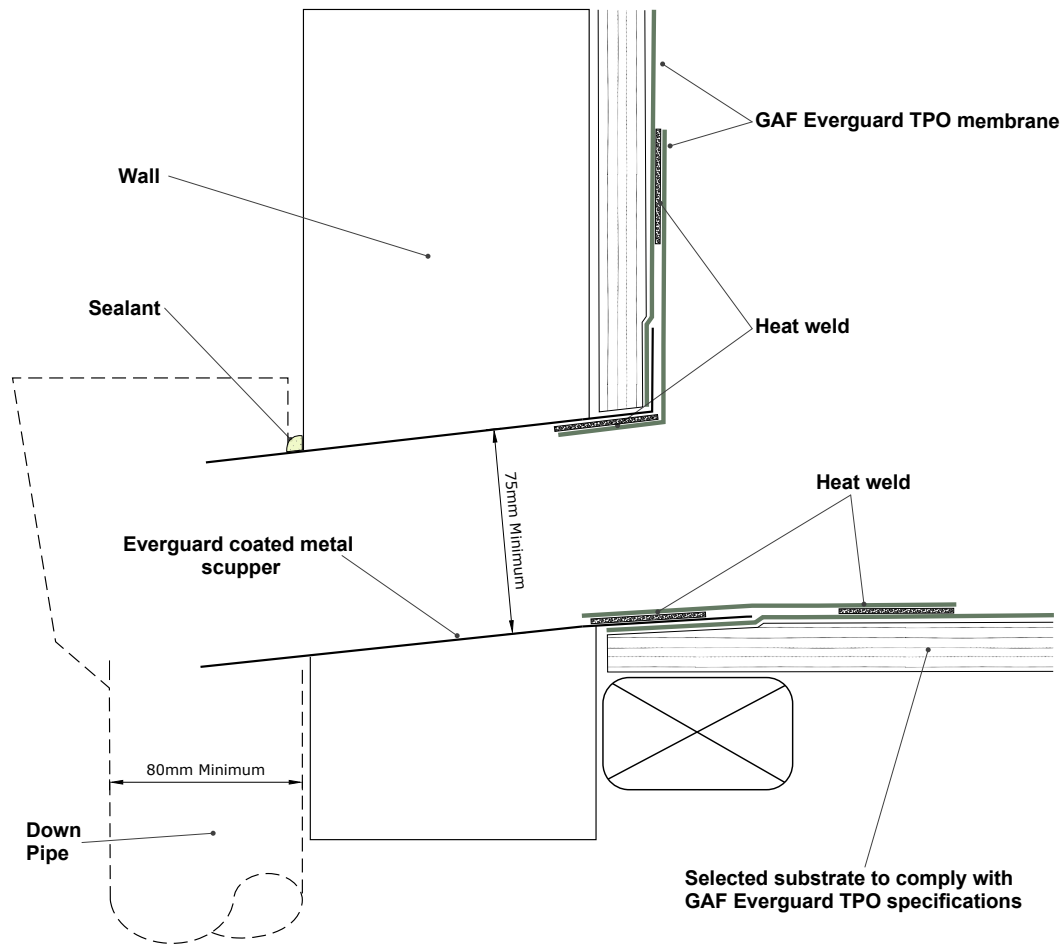 GAF Everguard TPO membrane
Wall
Sealant
Heat weld
75mm Minimum
Heat weld
Everguard coated metal
scupper
80mm Minimum
Down
Pipe
Selected substrate to comply with
GAF Everguard TPO specifications